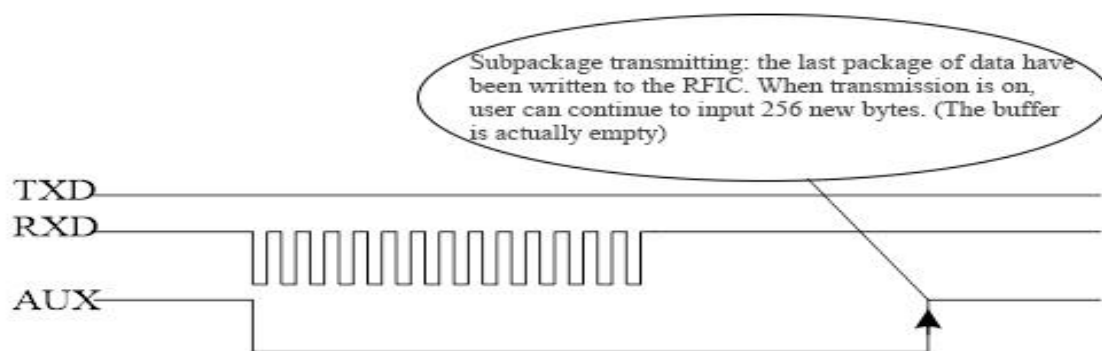 Subpackage transmitting: the last package of data have
been written to the RFIC. When transmission is on,
user can continue to input 256 new bytes. (The buffer
is actually empty)
TXD
RXD
AUX